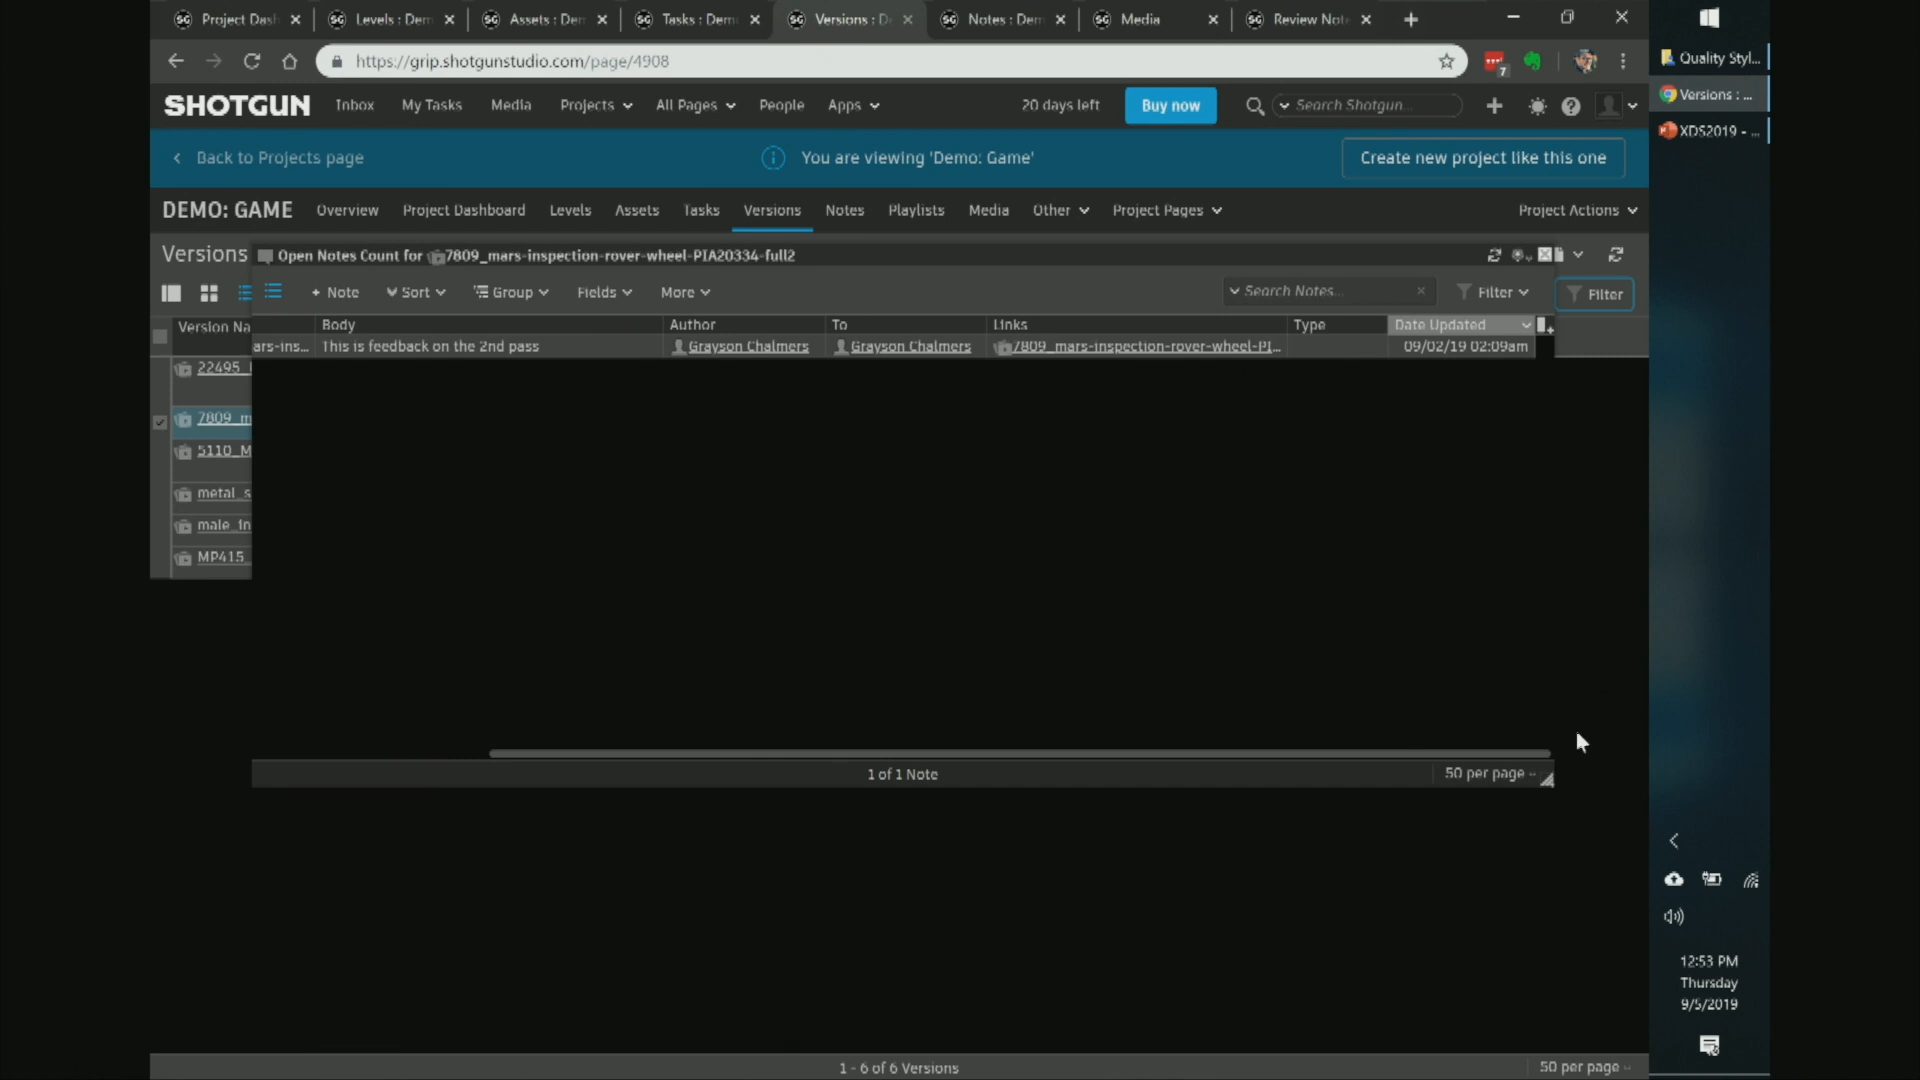 Project Dash
Levels : Dem
Assets : Dem
Tasks : Dem
Versions : D
Notes : Dem
Media
Review Not
Quality Styl...
https://grip.shotgunstudio.com/page/4908
7
Versions : ...
SHOTGUN
Inbox
My Tasks
Media
Projects
All Pages
People
Apps
20 days left
Buy now
Search Shotgun...
XDS2019 - ...
Back to Projects page
You are viewing 'Demo: Game'
Create new project like this one
DEMO: GAME
Overview
Project Dashboard
Levels
Assets
Tasks
Versions
Notes
Playlists
Media
Other
Project Pages
Project Actions
Versions
Open Notes Count for 7809_mars-inspection-rover-wheel-PIA20334-full2
+ Note
Sort
Group
Fields
More
Search Notes...
Filter
Filter
Version Na
Body
Author
To
Links
Type
Date Updated
ars-ins...
This is feedback on the 2nd pass
Grayson Chalmers
Grayson Chalmers
7809_mars-inspection-rover-wheel-PI...
09/02/19 02:09am
22495_
7809_m
5110_M
metal_s
male_in
MP415_
1 of 1 Note
50 per page
12:53 PM
Thursday
9/5/2019
1 - 6 of 6 Versions
50 per page